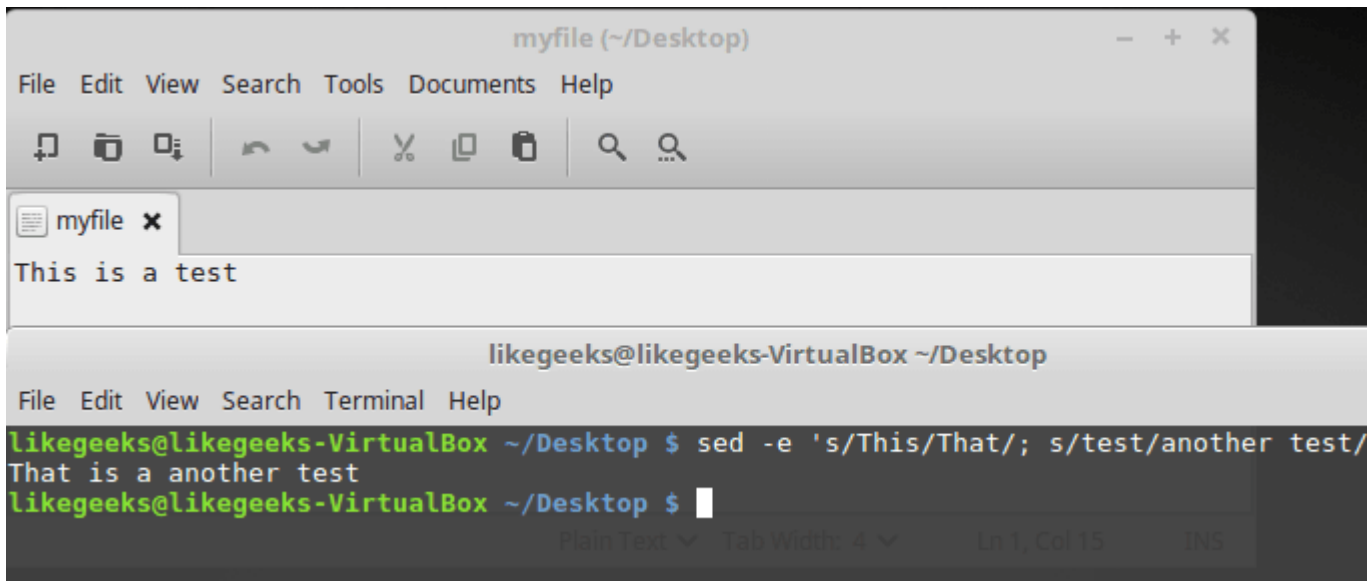 myfile (~/Desktop)
File Edit View Search Tools Documents Help
myfile
This is a test
likegeeks@likegeeks-VirtualBox ~/Desktop
File Edit View Search Terminal Help
likegeeks@likegeeks-VirtualBox ~/Desktop $ sed -e 's/This/That/; s/test/another test/
That is a another test
likegeeks@likegeeks-VirtualBox ~/Desktop $
Plain Text Tab Width: 4 Ln 1, Col 15 INS